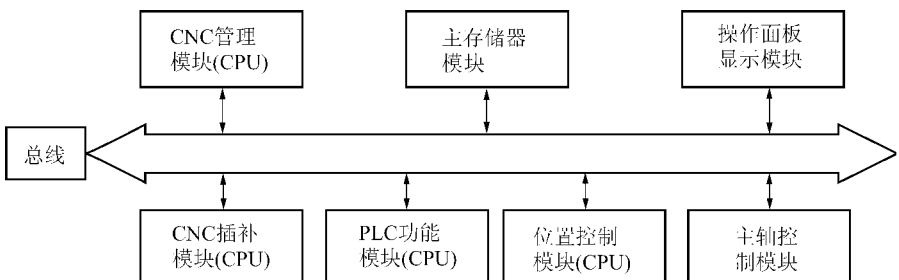 CNC管理
模块(CPU)
主存储器
模块
操作面板
显示模块
总线
CNC插补
模块(CPU)
PLC功能
模块(CPU)
位置控制
模块(CPU)
主轴控
制模块